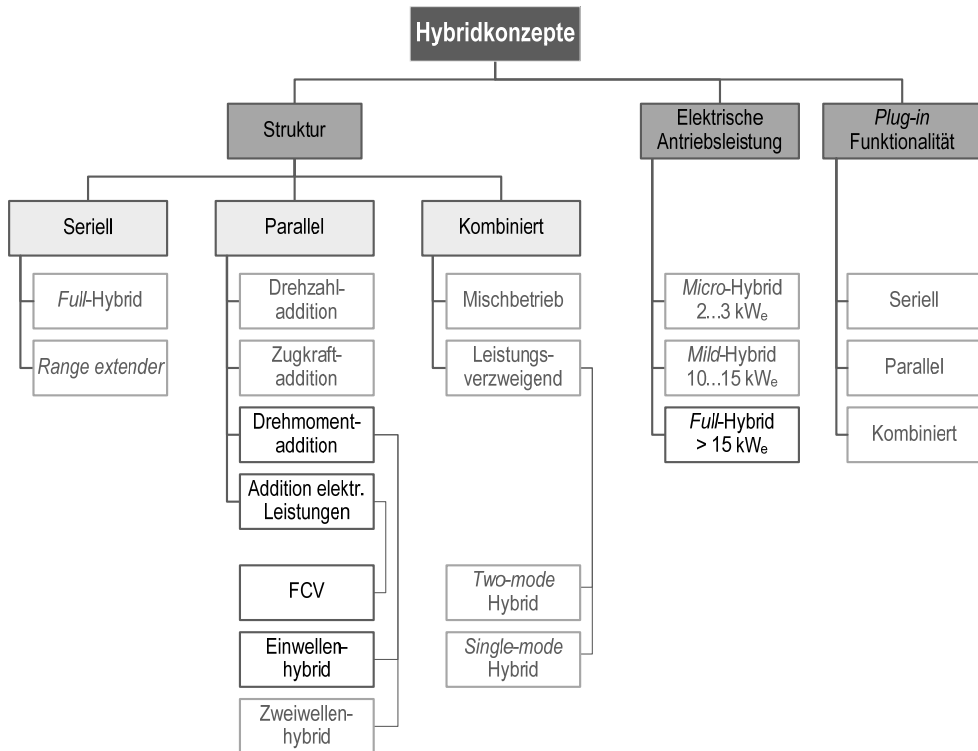 Hybridkonzepte
Struktur
Elektrische
Antriebsleistung
Plug-in
Funktionalität
Seriell
Parallel
Kombiniert
Full-Hybrid
Range extender
Drehzahl-
addition
Zugkraft-
addition
Drehmoment-
addition
Addition elektr.
Leistungen
FCV
Einwellen-
hybrid
Zweiwellen-
hybrid
Mischbetrieb
Leistungs-
verzweigend
Two-mode
Hybrid
Single-mode
Hybrid
Micro-Hybrid
2...3 kWe
Mild-Hybrid
10...15 kWe
Full-Hybrid
> 15 kWe
Seriell
Parallel
Kombiniert